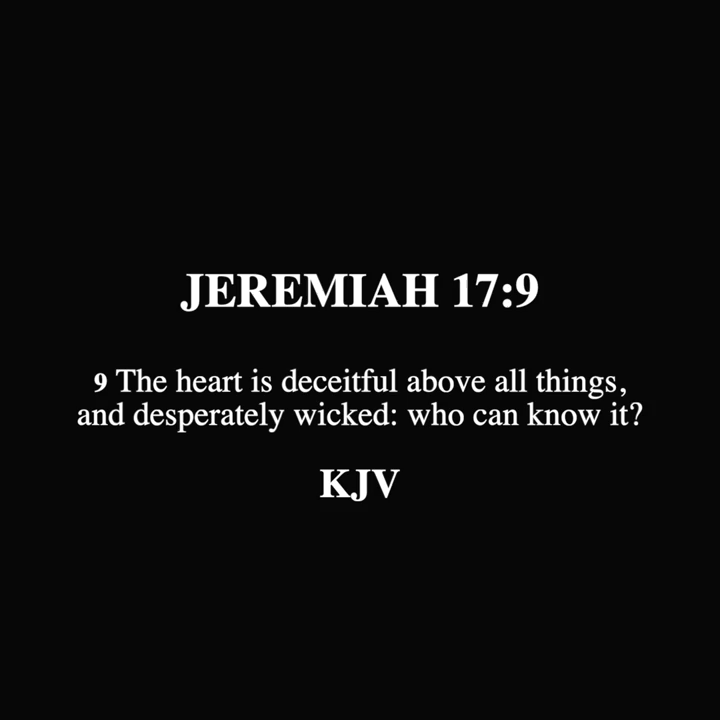 JEREMIAH 17:9
9 The heart is deceitful above all things,
and desperately wicked: who can know it?
KJV